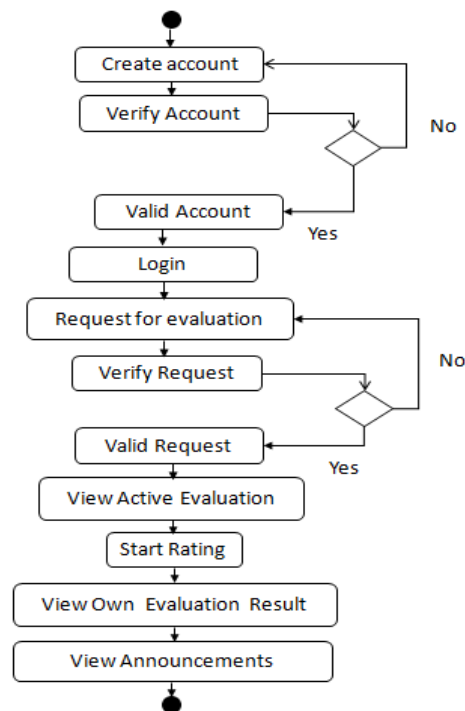 Create account
Verify Account
No
Valid Account
Yes
Login
Request for evaluation
Verify Request
No
Valid Request
Yes
View Active Evaluation
Start Rating
View Own Evaluation Result
View Announcements